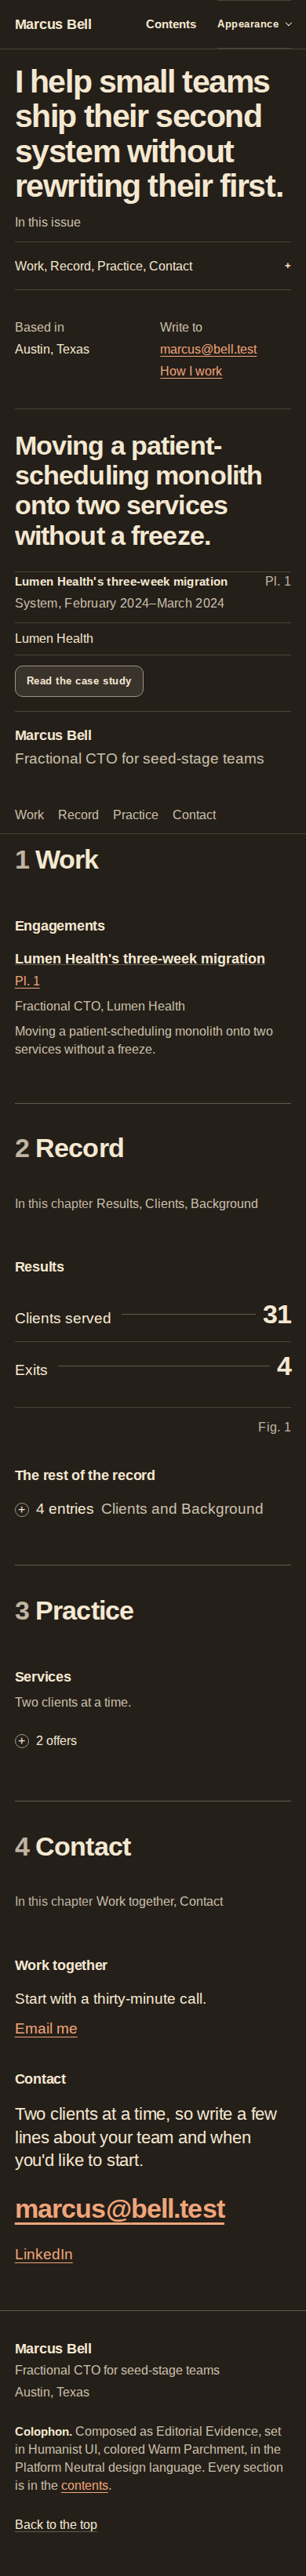 Marcus Bell
Contents
Appearance
I help small teams
ship their second
system without
rewriting their first.
In this issue
Work, Record, Practice, Contact
+
Based in
Austin, Texas
Write to
marcus@bell.test
How I work
Moving a patient-
scheduling monolith
onto two services
without a freeze.
Lumen Health's three-week migration
Pl. 1
System, February 2024–March 2024
Lumen Health
Read the case study
Marcus Bell
Fractional CTO for seed-stage teams
Work Record Practice Contact
1 Work
Engagements
Lumen Health's three-week migration
Pl. 1
Fractional CTO, Lumen Health
Moving a patient-scheduling monolith onto two
services without a freeze.
2 Record
In this chapter Results, Clients, Background
Results
Clients served 31
Exits 4
Fig. 1
The rest of the record
+ 4 entries Clients and Background
3 Practice
Services
Two clients at a time.
+ 2 offers
4 Contact
In this chapter Work together, Contact
Work together
Start with a thirty-minute call.
Email me
Contact
Two clients at a time, so write a few
lines about your team and when
you'd like to start.
marcus@bell.test
LinkedIn
Marcus Bell
Fractional CTO for seed-stage teams
Austin, Texas
Colophon. Composed as Editorial Evidence, set
in Humanist UI, colored Warm Parchment, in the
Platform Neutral design language. Every section
is in the contents.
Back to the top